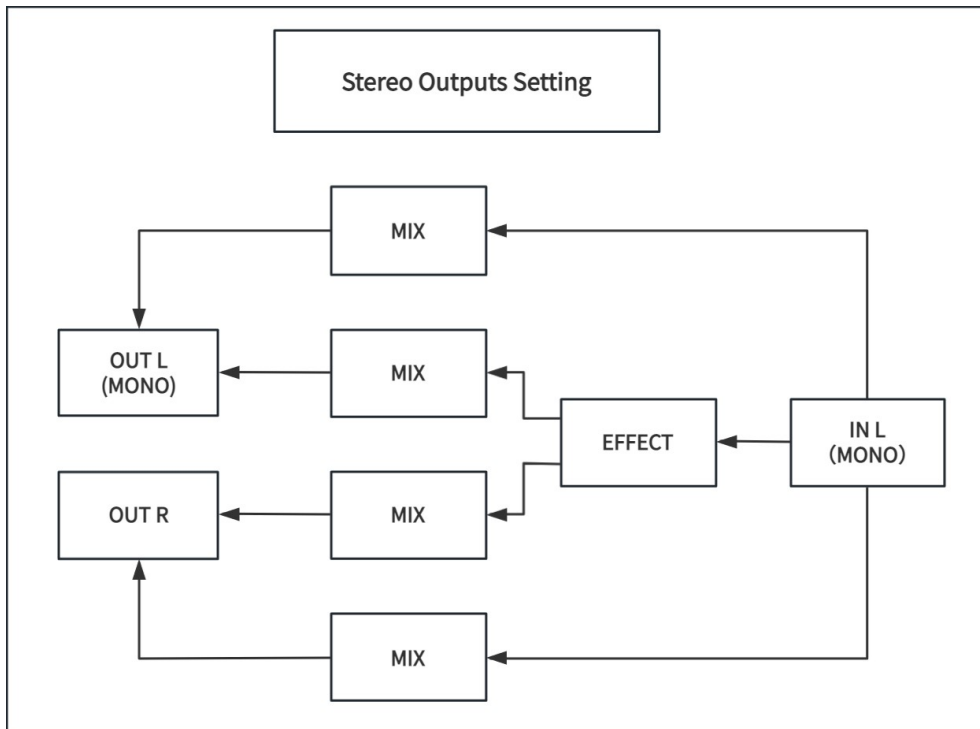 Stereo Outputs Setting
MIX
OUT L
(MONO)
MIX
EFFECT
IN L
（MONO）
OUT R
MIX
MIX